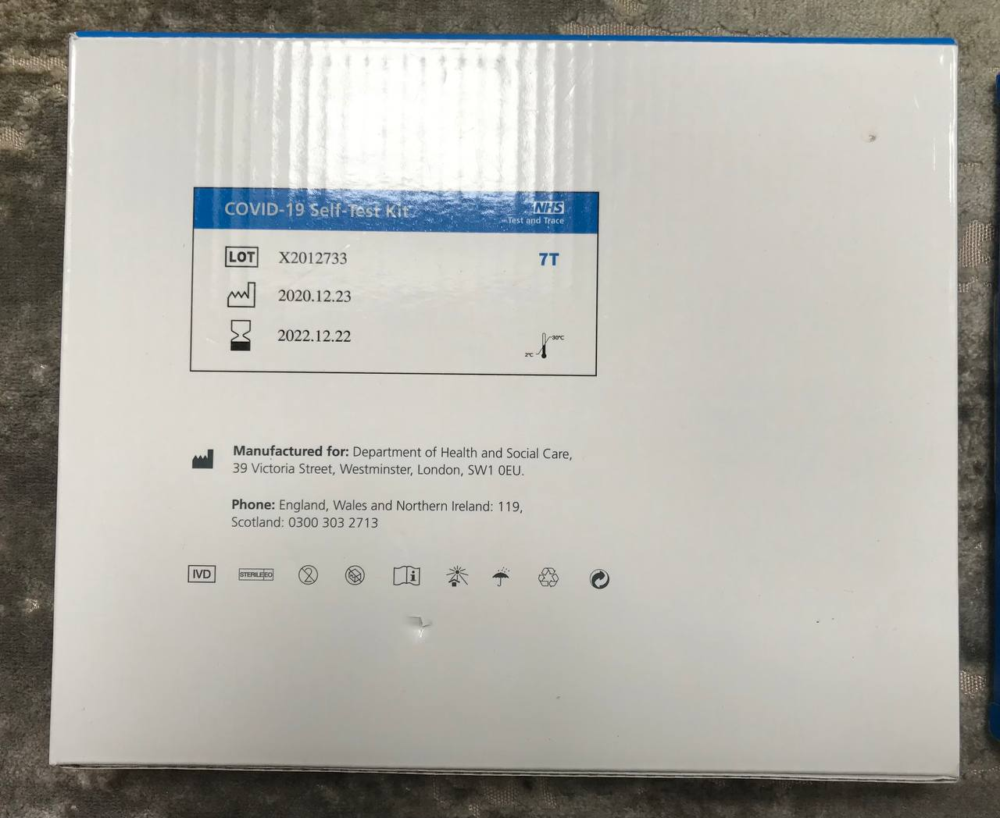 COVID-19 Self-Test Kit
NHS
Test and Trace
LOT X2012733 7T
2020.12.23
2022.12.22
30°C
2°C
Manufactured for: Department of Health and Social Care,
39 Victoria Street, Westminster, London, SW1 0EU.
Phone: England, Wales and Northern Ireland: 119,
Scotland: 0300 303 2713
IVD STERILE EO 2 i